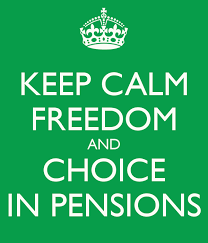 KEEP CALM
FREEDOM
AND
CHOICE
IN PENSIONS